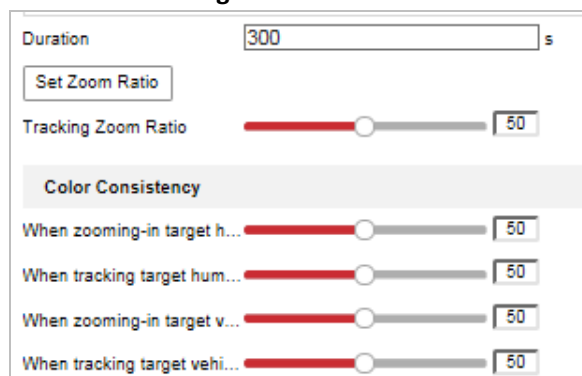 Duration 300 s
Set Zoom Ratio
Tracking Zoom Ratio 50
Color Consistency
When zooming-in target h... 50
When tracking target hum... 50
When zooming-in target v... 50
When tracking target vehi... 50